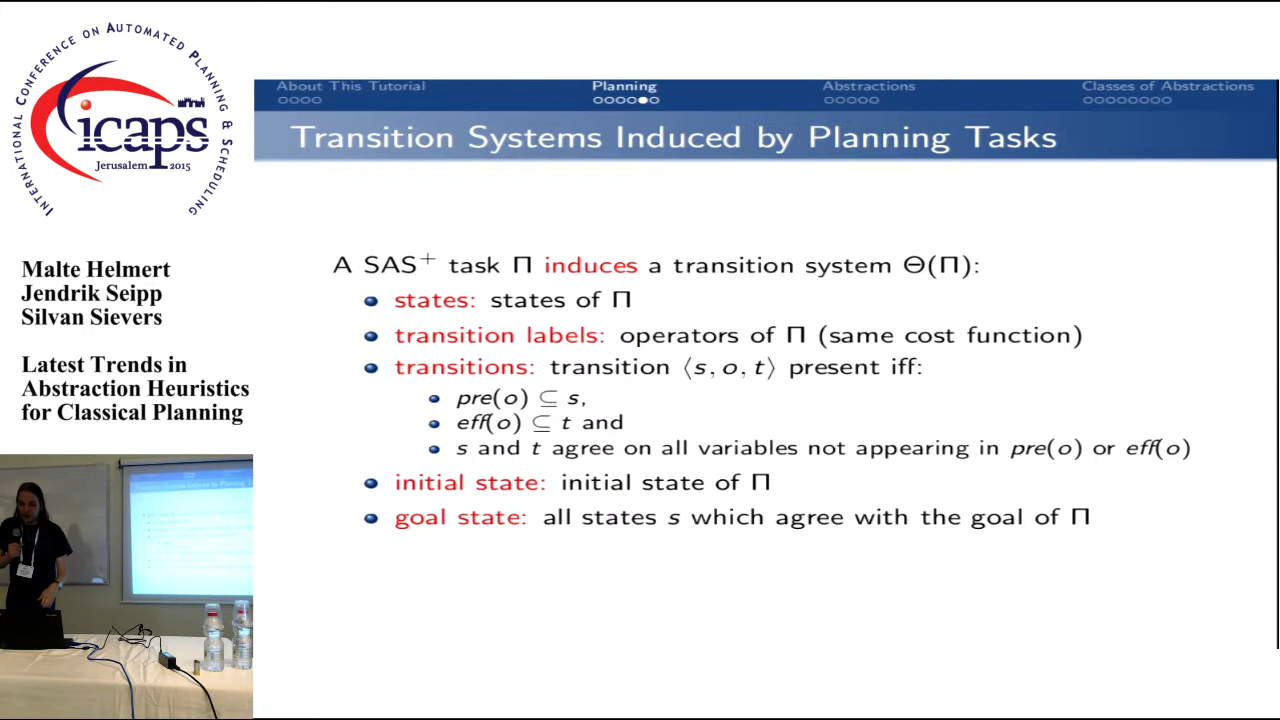 INTERNATIONAL CONFERENCE ON AUTOMATED PLANNING & SCHEDULING
icaps
Jerusalem 2015
Malte Helmert
Jendrik Seipp
Silvan Sievers
Latest Trends in
Abstraction Heuristics
for Classical Planning
About This Tutorial Planning Abstractions Classes of Abstractions
Transition Systems Induced by Planning Tasks
A SAS⁺ task Π induces a transition system Θ(Π):
states: states of Π
transition labels: operators of Π (same cost function)
transitions: transition ⟨s, o, t⟩ present iff:
pre(o) ⊆ s,
eff(o) ⊆ t and
s and t agree on all variables not appearing in pre(o) or eff(o)
initial state: initial state of Π
goal state: all states s which agree with the goal of Π